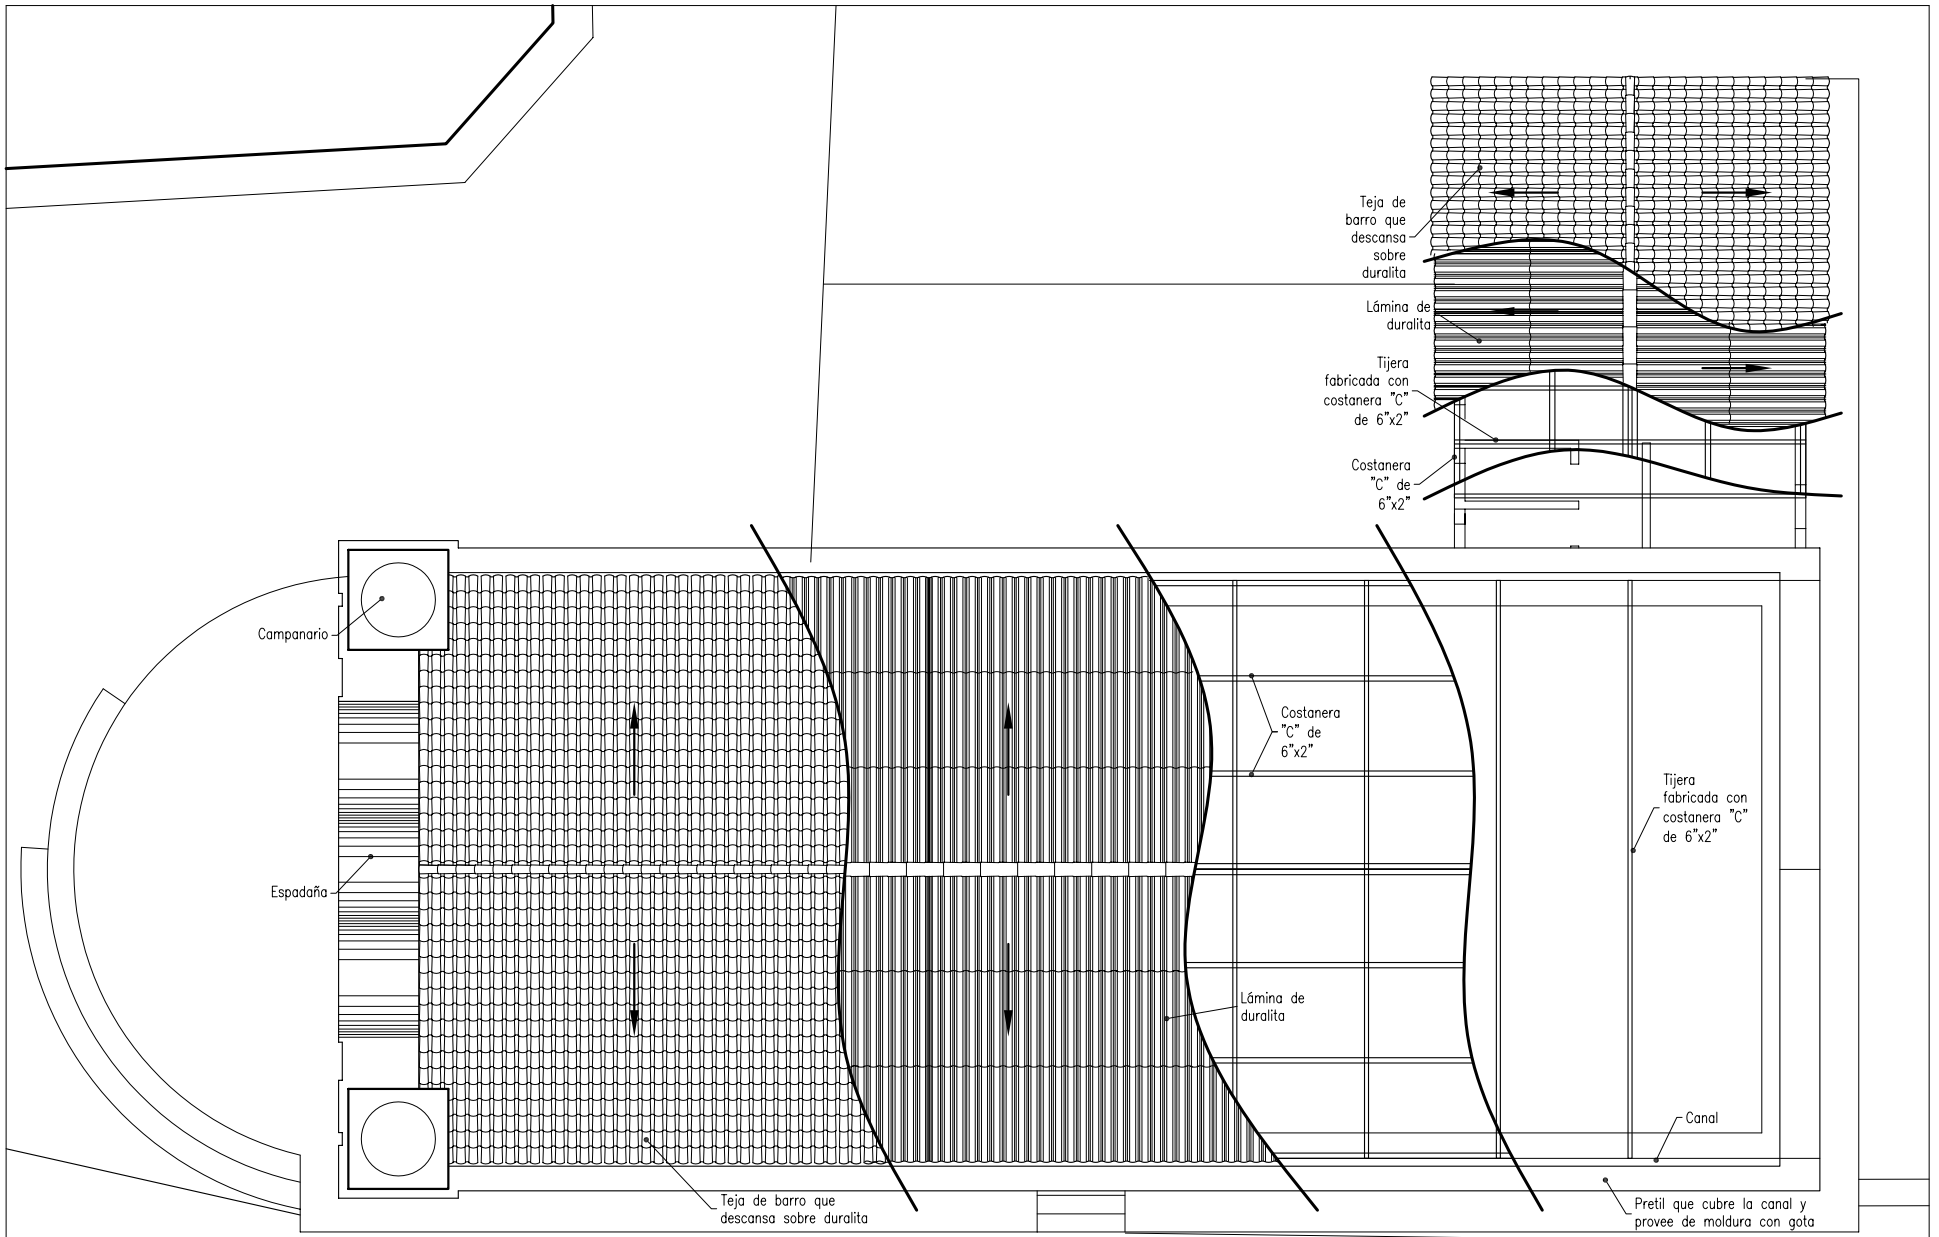 Teja de
barro que
descansa
sobre
duralita
Lámina de
duralita
Tijera
fabricada con
costanera "C"
de 6"x2"
Costanera
"C" de
6"x2"
Campanario
Costanera
"C" de
6"x2"
Tijera
fabricada con
costanera "C"
de 6"x2"
Espadaña
Lámina de
duralita
Canal
Teja de barro que
descansa sobre duralita
Pretil que cubre la canal y
provee de moldura con gota